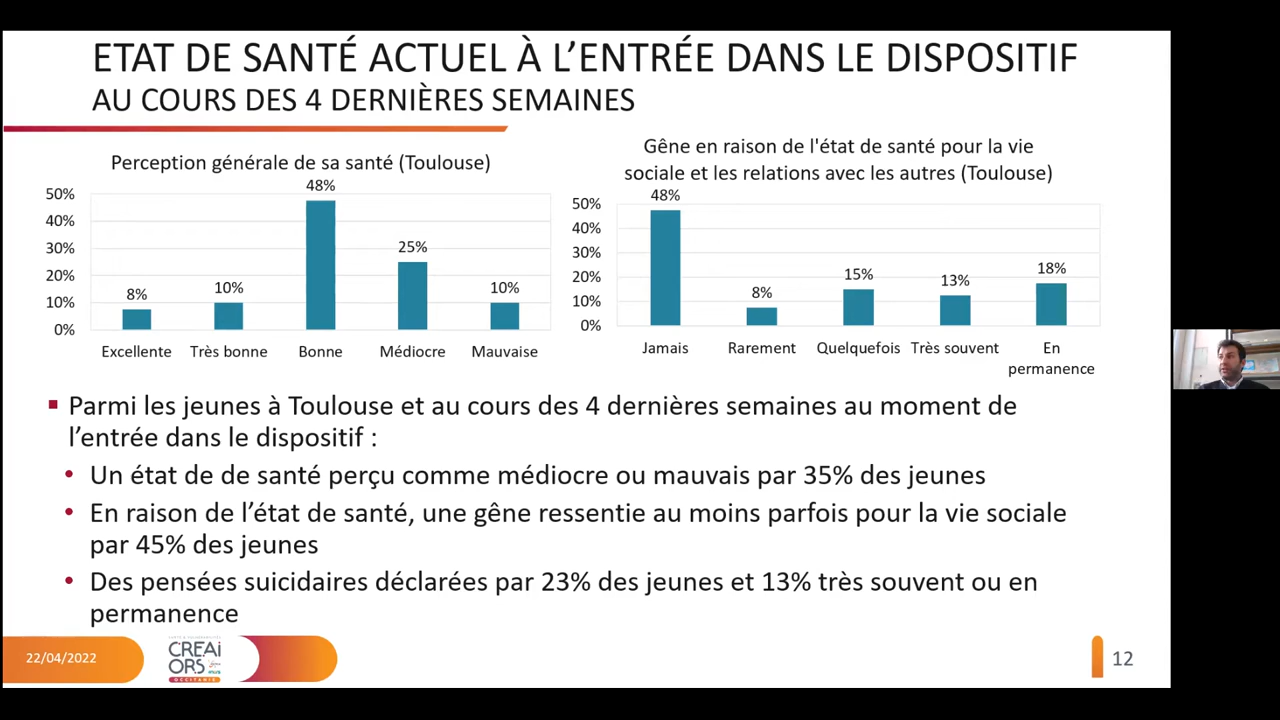 ETAT DE SANTÉ ACTUEL À L’ENTRÉE DANS LE DISPOSITIF
AU COURS DES 4 DERNIÈRES SEMAINES
Perception générale de sa santé (Toulouse)
50%
40%
30%
20%
10%
0%
8%
10%
48%
25%
10%
Excellente Très bonne Bonne Médiocre Mauvaise
Gêne en raison de l'état de santé pour la vie
sociale et les relations avec les autres (Toulouse)
50%
40%
30%
20%
10%
0%
48%
8%
15%
13%
18%
Jamais Rarement Quelquefois Très souvent En
permanence
▪ Parmi les jeunes à Toulouse et au cours des 4 dernières semaines au moment de
l’entrée dans le dispositif :
• Un état de de santé perçu comme médiocre ou mauvais par 35% des jeunes
• En raison de l’état de santé, une gêne ressentie au moins parfois pour la vie sociale
par 45% des jeunes
• Des pensées suicidaires déclarées par 23% des jeunes et 13% très souvent ou en
permanence
22/04/2022
CREAI
ORS
OCCITANIE
12